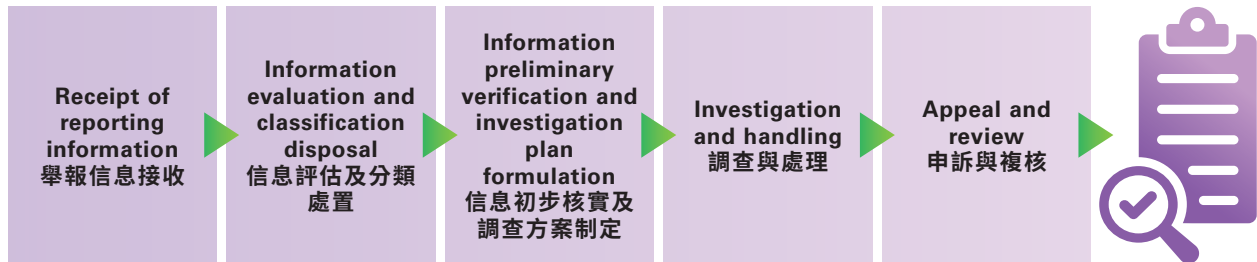 Receipt of
reporting
information
舉報信息接收
Information
evaluation and
classification
disposal
信息評估及分類
處置
Information
preliminary
verification and
investigation
plan
formulation
信息初步核實及
調查方案制定
Investigation
and handling
調查與處理
Appeal and
review
申訴與複核